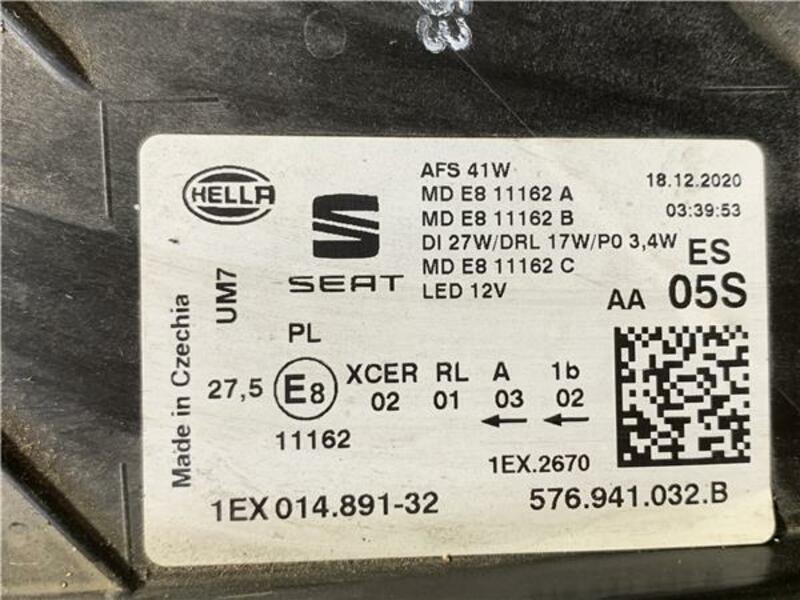 HELLA
SEAT
AFS 41W
MD E8 11162 A
MD E8 11162 B
DI 27W/DRL 17W/PO 3,4W
MD E8 11162 C
LED 12V
18.12.2020
03:39:53
ES
AA 05S
Made in Czechia
UM7
PL
27,5 E8 XCER RL A 1b
02 01 03 02
11162
1EX.2670
1EX 014.891-32 576.941.032.B